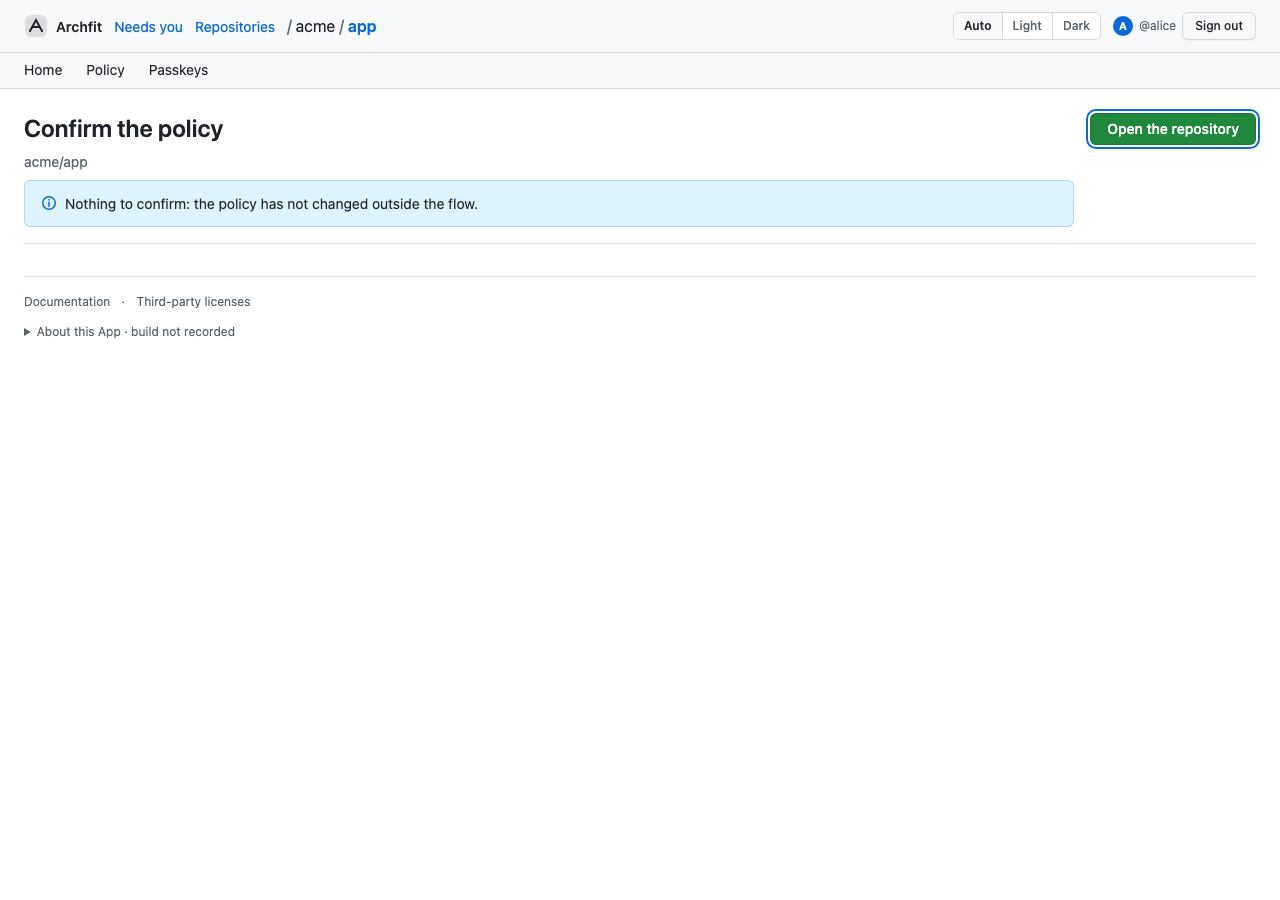 Archfit Needs you Repositories / acme / app Auto Light Dark A @alice Sign out
Home Policy Passkeys
Confirm the policy Open the repository
acme/app
Nothing to confirm: the policy has not changed outside the flow.
Documentation · Third-party licenses
About this App · build not recorded